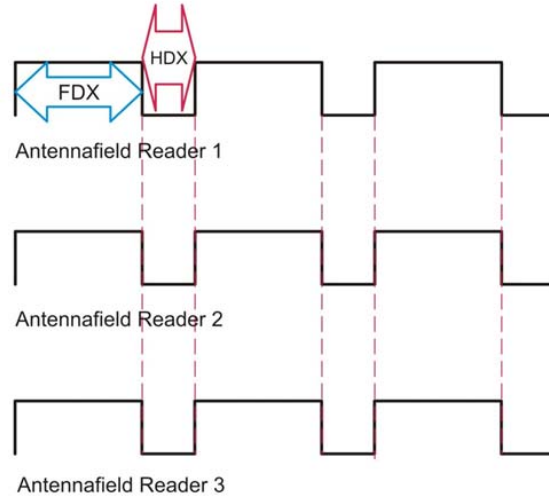 HDX
FDX
Antennafield Reader 1
Antennafield Reader 2
Antennafield Reader 3